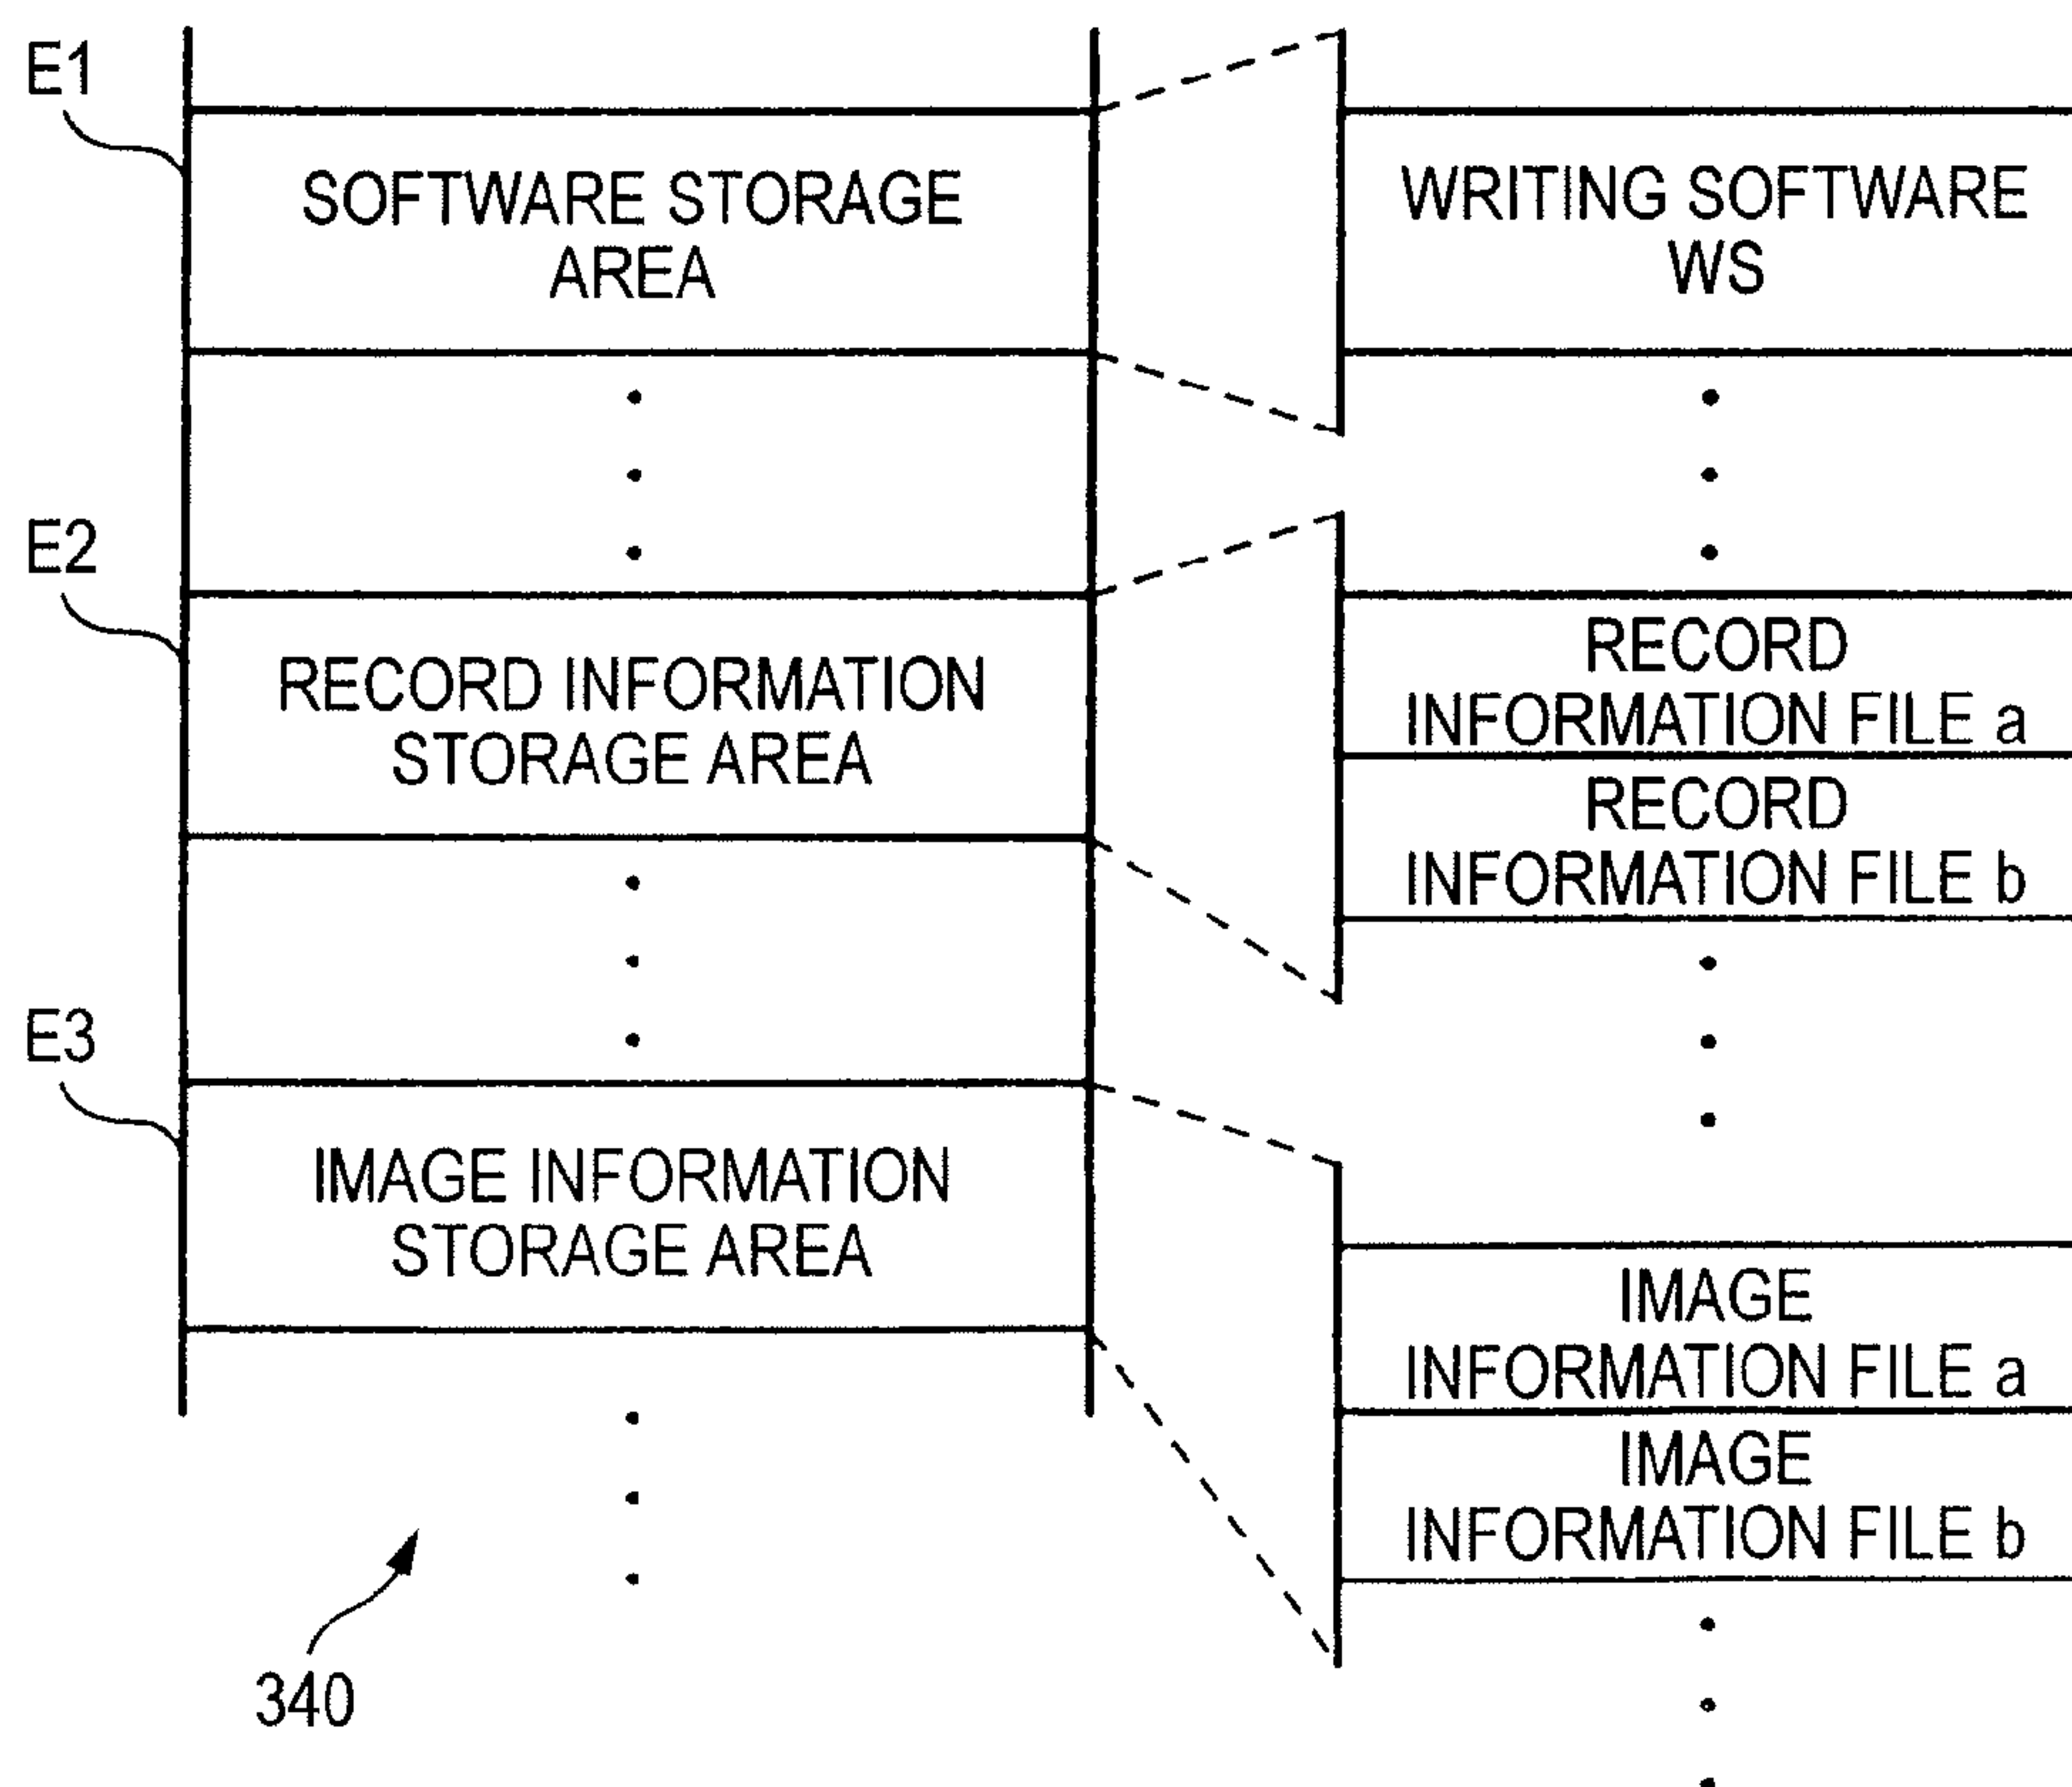 E1
SOFTWARE STORAGE
AREA
WRITING SOFTWARE
WS
E2
RECORD INFORMATION
STORAGE AREA
RECORD
INFORMATION FILE a
RECORD
INFORMATION FILE b
E3
IMAGE INFORMATION
STORAGE AREA
IMAGE
INFORMATION FILE a
IMAGE
INFORMATION FILE b
340